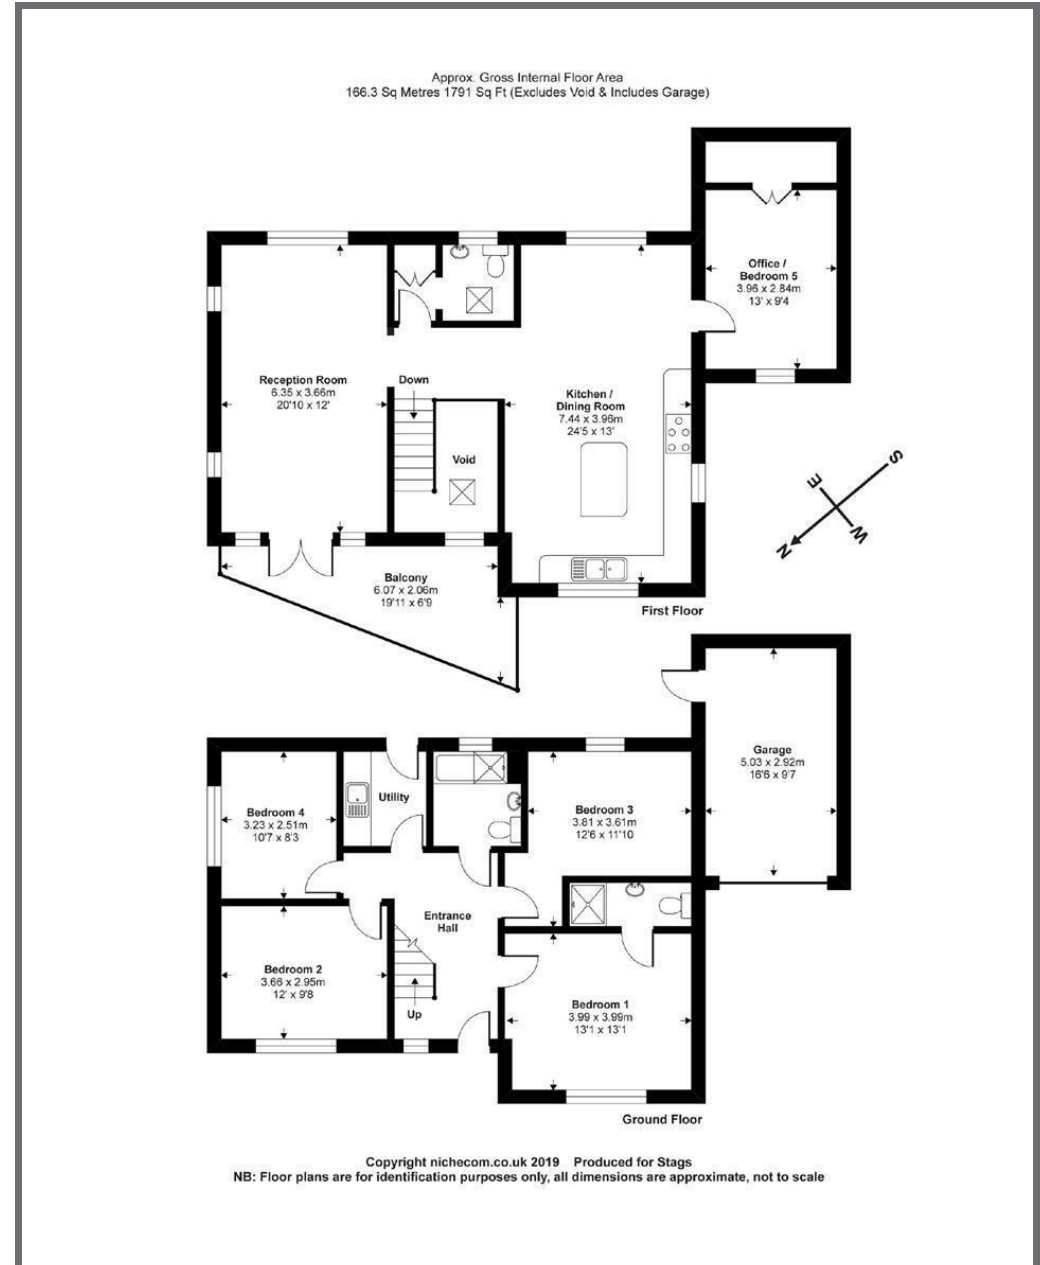 Approx. Gross Internal Floor Area
166.3 Sq Metres 1791 Sq Ft (Excludes Void & Includes Garage)
Office /
Bedroom 5
3.96 x 2.84m
13' x 9'4
Reception Room
6.35 x 3.66m
20'10 x 12'
Down
Kitchen /
Dining Room
7.44 x 3.96m
24'5 x 13'
Void
S
E
W
N
Balcony
6.07 x 2.06m
19'11 x 6'9
First Floor
Garage
5.03 x 2.92m
16'6 x 9'7
Utility
Bedroom 4
3.23 x 2.51m
10'7 x 8'3
Bedroom 3
3.81 x 3.61m
12'6 x 11'10
Entrance
Hall
Bedroom 2
3.66 x 2.95m
12' x 9'8
Up
Bedroom 1
3.99 x 3.99m
13'1 x 13'1
Ground Floor
Copyright nichecom.co.uk 2019 Produced for Stags
NB: Floor plans are for identification purposes only, all dimensions are approximate, not to scale